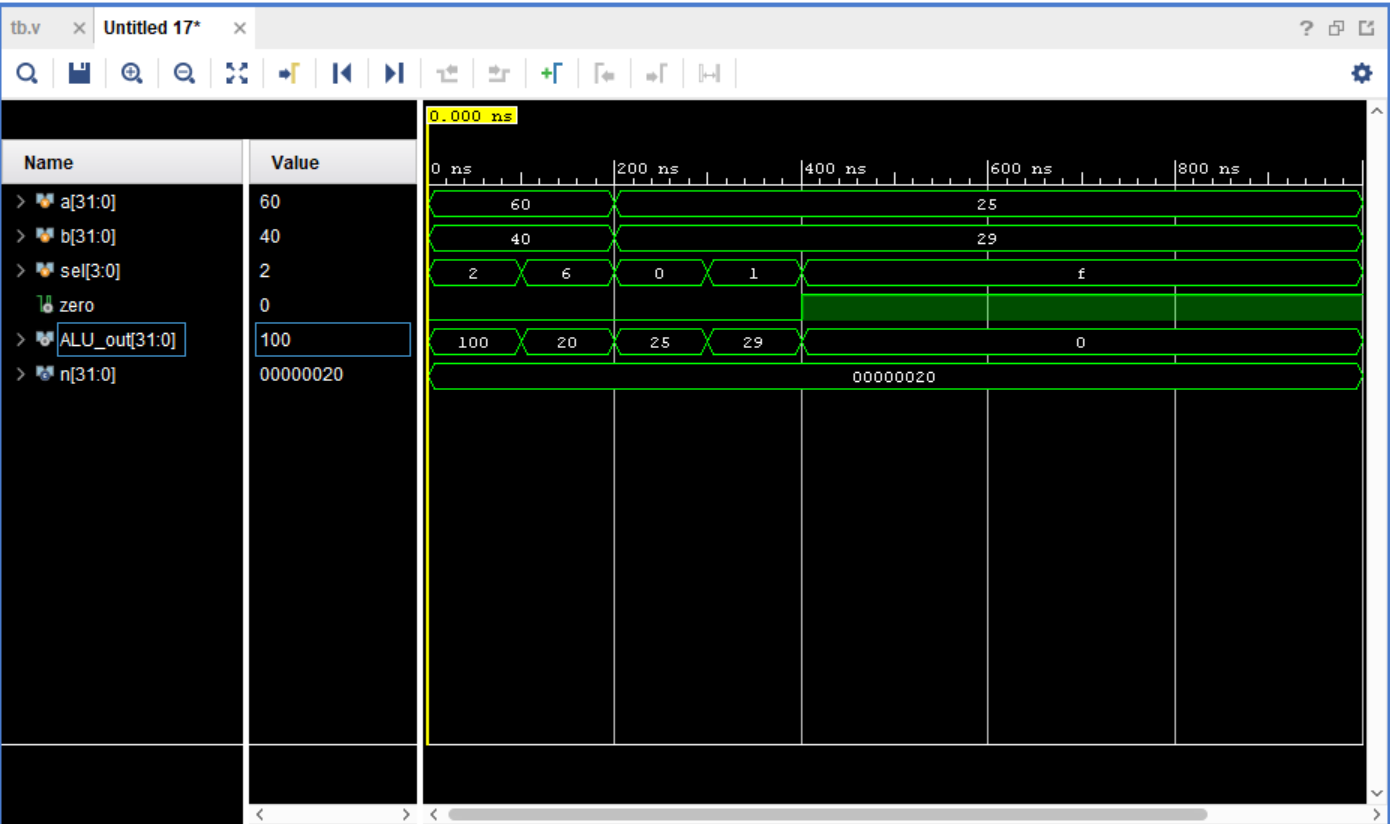 tb.v × Untitled 17* × ?
0.000 ns
Name Value 0 ns 200 ns 400 ns 600 ns 800 ns
> a[31:0] 60 60 25
> b[31:0] 40 40 29
> sel[3:0] 2 2 6 0 1 f
zero 0
> ALU_out[31:0] 100 100 20 25 29 0
> n[31:0] 00000020 00000020